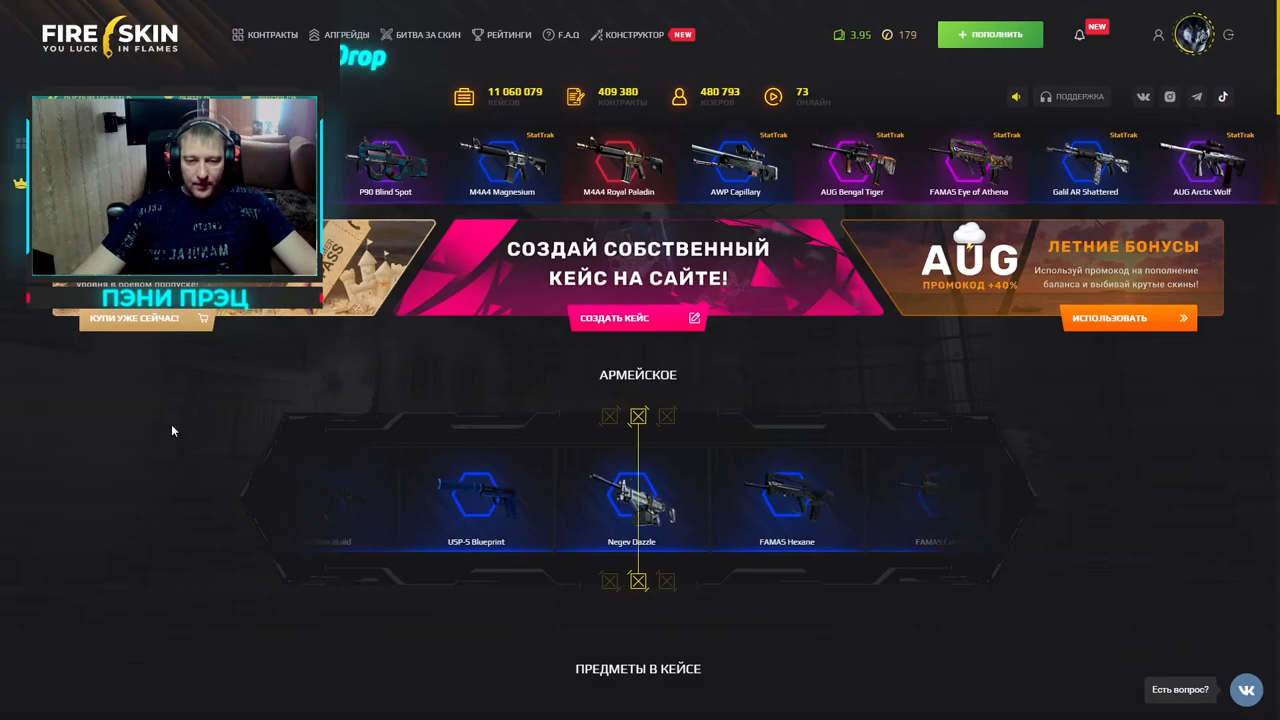 FIRE SKIN
YOU LUCK IN FLAMES
КОНТРАКТЫ
АПГРЕЙДЫ
БИТВА ЗА СКИН
РЕЙТИНГИ
F.A.Q
КОНСТРУКТОР
NEW
3.95
179
+ ПОПОЛНИТЬ
NEW
Drop
11 060 079
КЕЙСОВ
409 380
КОНТРАКТЫ
480 793
ЮЗЕРОВ
73
ОНЛАЙН
ПОДДЕРЖКА
P90 Blind Spot
StatTrak
M4A4 Magnesium
M4A4 Royal Paladin
StatTrak
AWP Capillary
StatTrak
AUG Bengal Tiger
StatTrak
FAMAS Eye of Athena
StatTrak
Galil AR Shattered
StatTrak
AUG Arctic Wolf
уровня в боевом пропуске!
ПЭНИ ПРЭЦ
КУПИ УЖЕ СЕЙЧАС!
PASS
СОЗДАЙ СОБСТВЕННЫЙ
КЕЙС НА САЙТЕ!
СОЗДАТЬ КЕЙС
AUG
ПРОМОКОД +40%
ЛЕТНИЕ БОНУСЫ
Используй промокод на пополнение
баланса и выбивай крутые скины!
ИСПОЛЬЗОВАТЬ
АРМЕЙСКОЕ
USP-S Blueprint
Negev Dazzle
FAMAS Hexane
ПРЕДМЕТЫ В КЕЙСЕ
Есть вопрос?